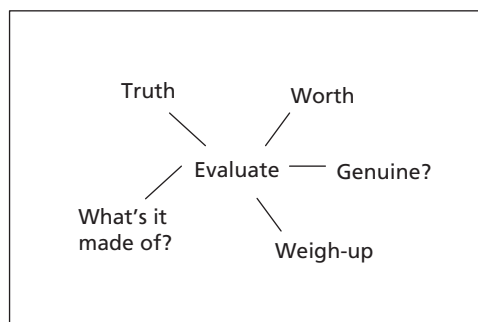 Truth
Worth
Evaluate
Genuine?
What's it
made of?
Weigh-up